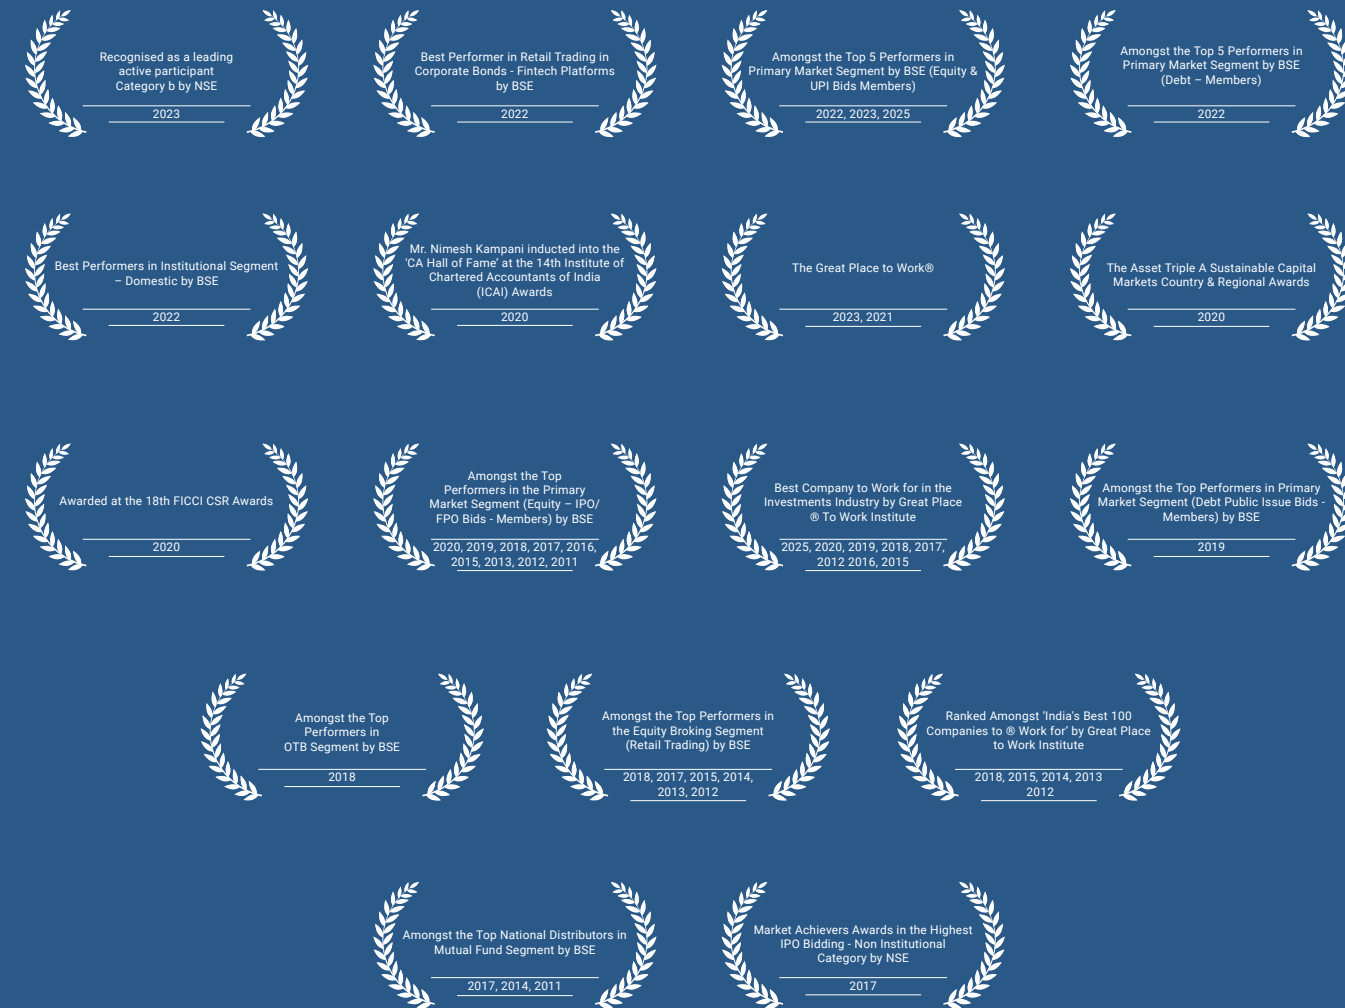 Recognised as a leading
active participant
Category b by NSE
2023
Best Performer in Retail Trading in
Corporate Bonds - Fintech Platforms
by BSE
2022
Amongst the Top 5 Performers in
Primary Market Segment by BSE (Equity &
UPI Bids Members)
2022, 2023, 2025
Amongst the Top 5 Performers in
Primary Market Segment by BSE
(Debt – Members)
2022
Best Performers in Institutional Segment
– Domestic by BSE
2022
Mr. Nimesh Kampani inducted into the
'CA Hall of Fame' at the 14th Institute of
Chartered Accountants of India
(ICAI) Awards
2020
The Great Place to Work®
2023, 2021
The Asset Triple A Sustainable Capital
Markets Country & Regional Awards
2020
Awarded at the 18th FICCI CSR Awards
2020
Amongst the Top
Performers in the Primary
Market Segment (Equity – IPO/
FPO Bids - Members) by BSE
2020, 2019, 2018, 2017, 2016,
2015, 2013, 2012, 2011
Best Company to Work for in the
Investments Industry by Great Place
® To Work Institute
2025, 2020, 2019, 2018, 2017,
2012 2016, 2015
Amongst the Top Performers in Primary
Market Segment (Debt Public Issue Bids -
Members) by BSE
2019
Amongst the Top
Performers in
OTB Segment by BSE
2018
Amongst the Top Performers in
the Equity Broking Segment
(Retail Trading) by BSE
2018, 2017, 2015, 2014,
2013, 2012
Ranked Amongst ‘India's Best 100
Companies to ® Work for’ by Great Place
to Work Institute
2018, 2015, 2014, 2013
2012
Amongst the Top National Distributors in
Mutual Fund Segment by BSE
2017, 2014, 2011
Market Achievers Awards in the Highest
IPO Bidding - Non Institutional
Category by NSE
2017